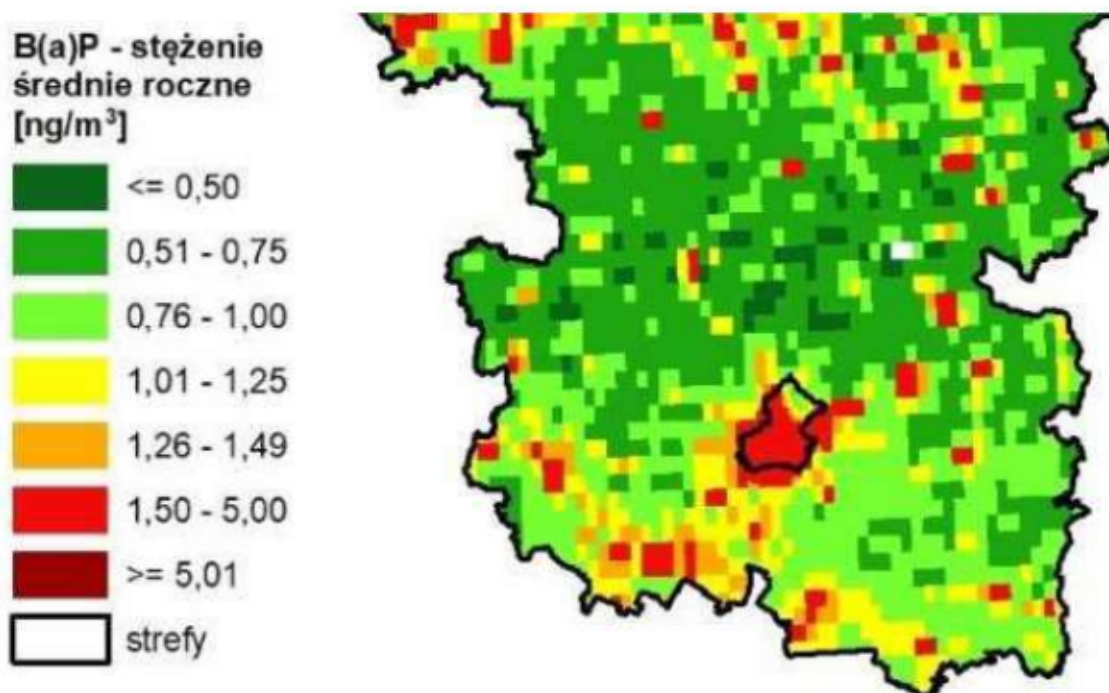 B(a)P - stężenie
średnie roczne
[ng/m³]
<= 0,50
0,51 - 0,75
0,76 - 1,00
1,01 - 1,25
1,26 - 1,49
1,50 - 5,00
>= 5,01
strefy